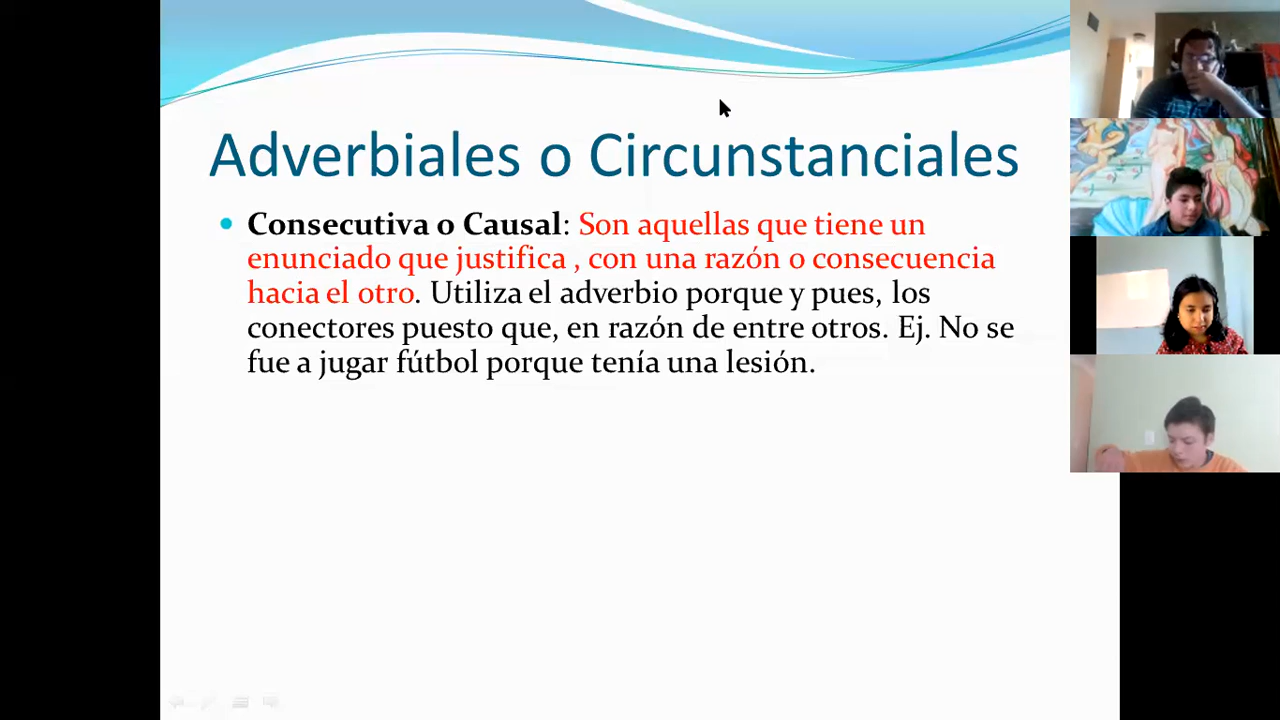 Adverbiales o Circunstanciales
Consecutiva o Causal: Son aquellas que tiene un
enunciado que justifica , con una razón o consecuencia
hacia el otro. Utiliza el adverbio porque y pues, los
conectores puesto que, en razón de entre otros. Ej. No se
fue a jugar fútbol porque tenía una lesión.